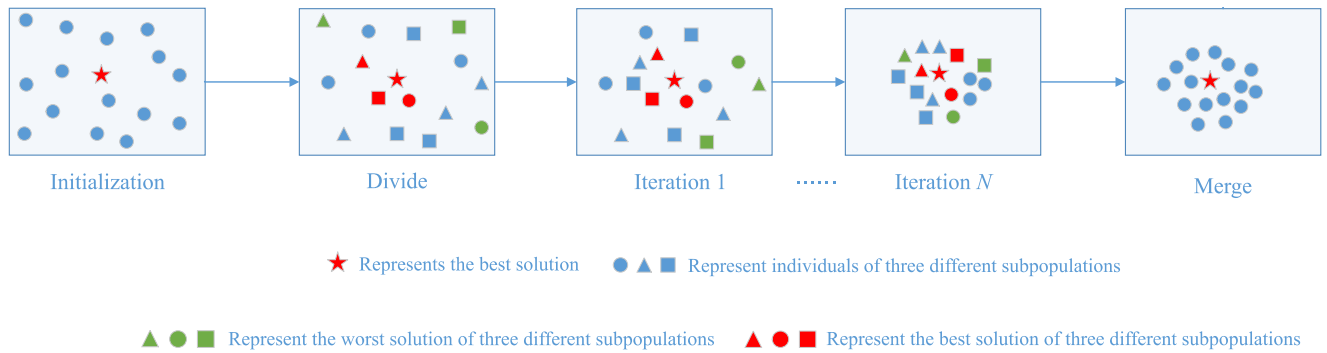 Initialization
Divide
Iteration 1
......
Iteration N
Merge
Represents the best solution
Represent individuals of three different subpopulations
Represent the worst solution of three different subpopulations
Represent the best solution of three different subpopulations